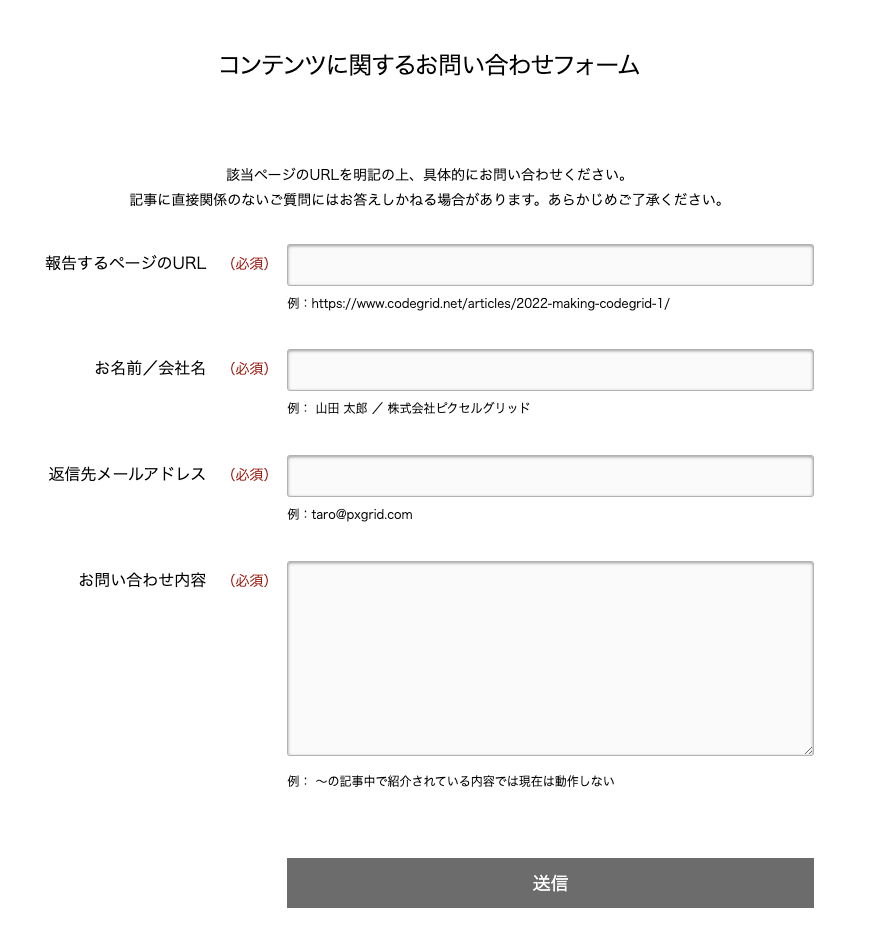 コンテンツに関するお問い合わせフォーム
該当ページのURLを明記の上、具体的にお問い合わせください。
記事に直接関係のないご質問にはお答えしかねる場合があります。あらかじめご了承ください。
報告するページのURL （必須）
例：https://www.codegrid.net/articles/2022-making-codegrid-1/
お名前／会社名 （必須）
例： 山田 太郎 ／ 株式会社ピクセルグリッド
返信先メールアドレス （必須）
例：taro@pxgrid.com
お問い合わせ内容 （必須）
例： 〜の記事中で紹介されている内容では現在は動作しない
送信